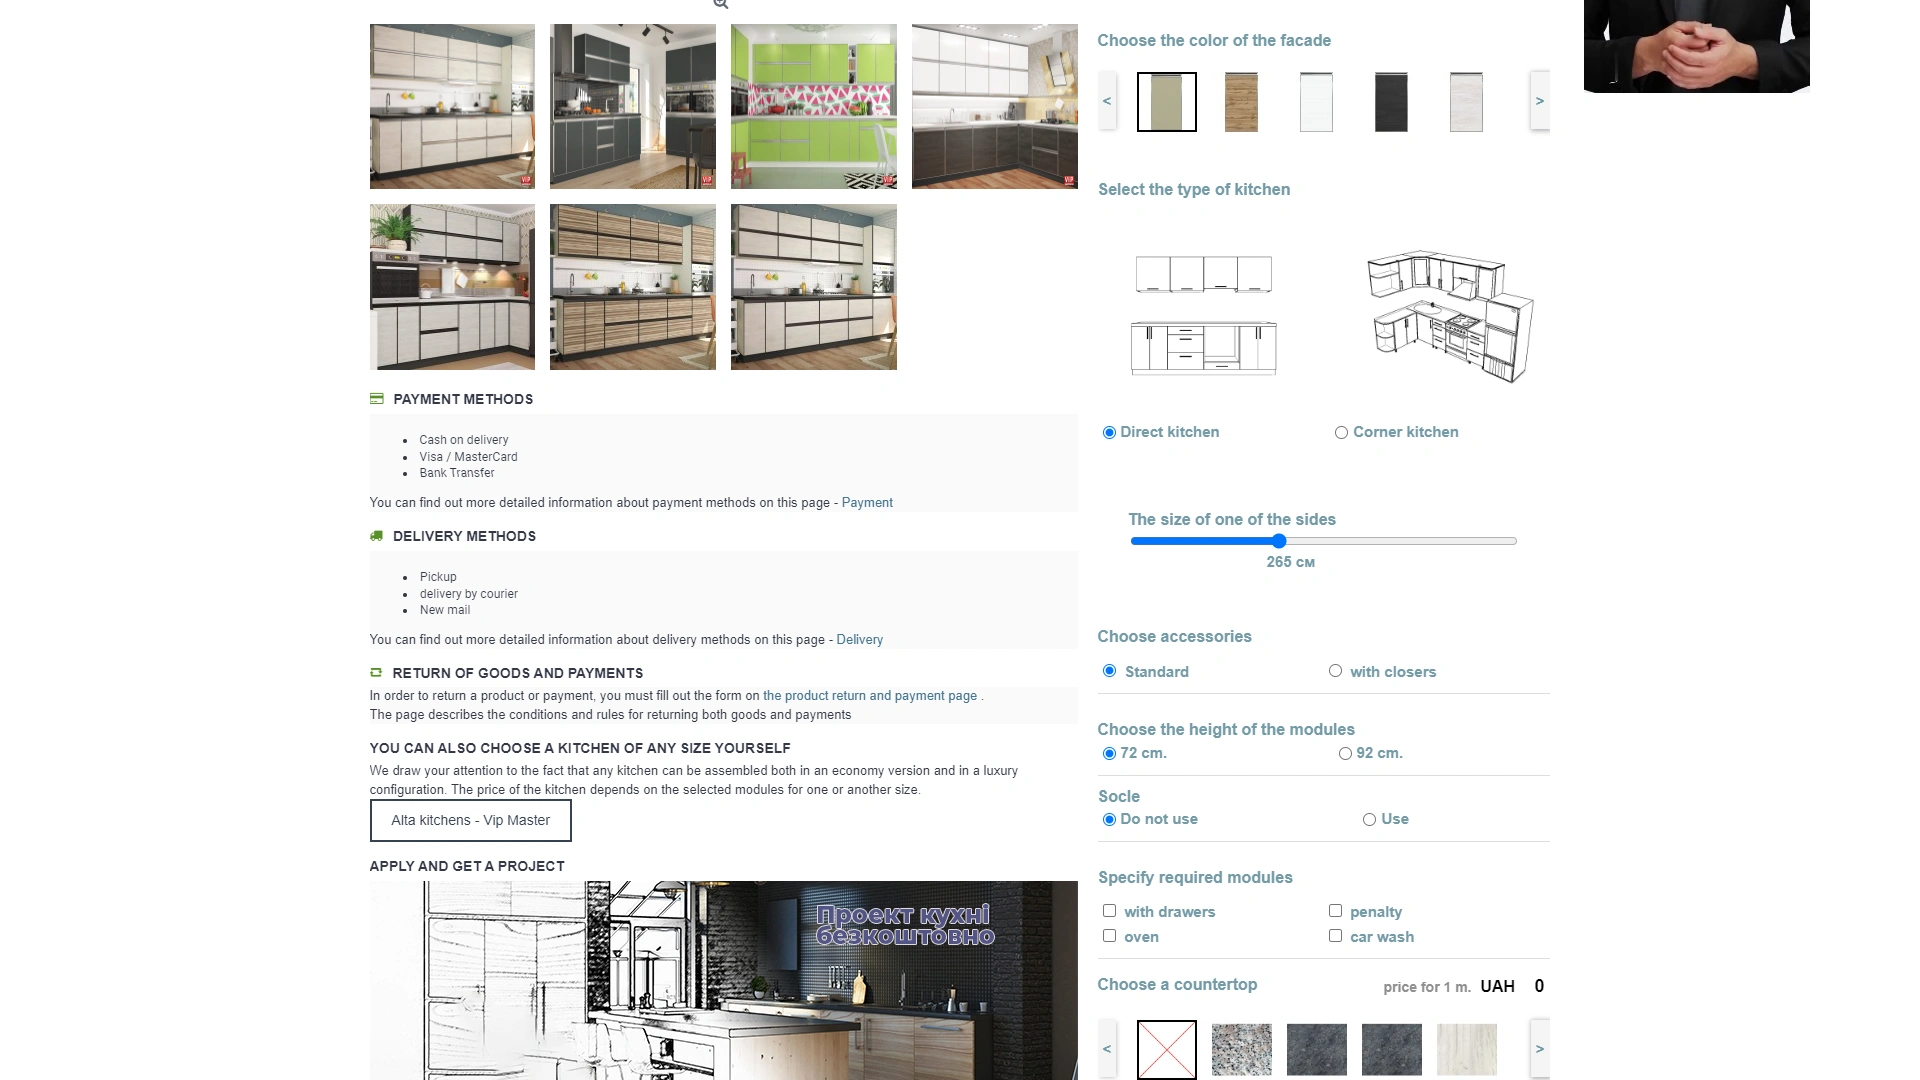 VIP
VIP
VIP
PAYMENT METHODS
Cash on delivery
Visa / MasterCard
Bank Transfer
You can find out more detailed information about payment methods on this page - Payment
DELIVERY METHODS
Pickup
delivery by courier
New mail
You can find out more detailed information about delivery methods on this page - Delivery
RETURN OF GOODS AND PAYMENTS
In order to return a product or payment, you must fill out the form on the product return and payment page .
The page describes the conditions and rules for returning both goods and payments
YOU CAN ALSO CHOOSE A KITCHEN OF ANY SIZE YOURSELF
We draw your attention to the fact that any kitchen can be assembled both in an economy version and in a luxury
configuration. The price of the kitchen depends on the selected modules for one or another size.
Alta kitchens - Vip Master
APPLY AND GET A PROJECT
Проект кухні
безкоштовно
Choose the color of the facade
< >
Select the type of kitchen
Direct kitchen Corner kitchen
The size of one of the sides
265 см
Choose accessories
Standard with closers
Choose the height of the modules
72 cm. 92 cm.
Socle
Do not use Use
Specify required modules
with drawers penalty
oven car wash
Choose a countertop price for 1 m. UAH 0
< >